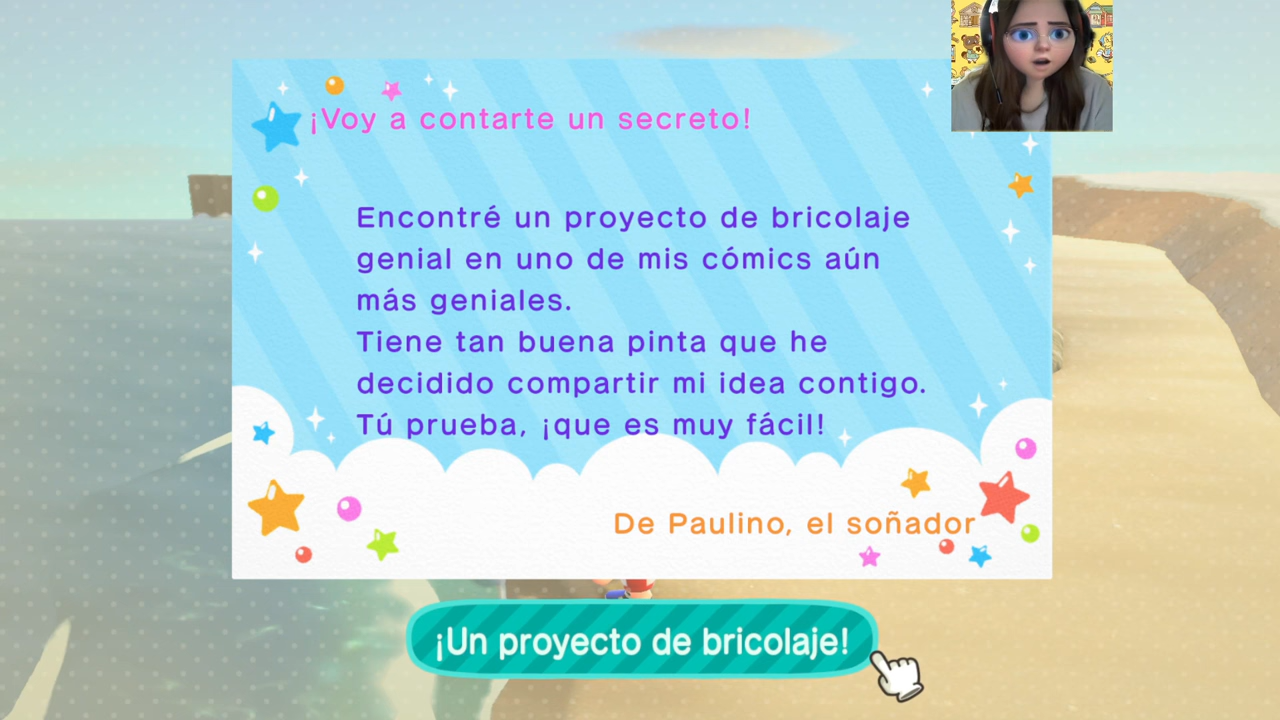 ¡Voy a contarte un secreto!
Encontré un proyecto de bricolaje
genial en uno de mis cómics aún
más geniales.
Tiene tan buena pinta que he
decidido compartir mi idea contigo.
Tú prueba, ¡que es muy fácil!
De Paulino, el soñador
¡Un proyecto de bricolaje!